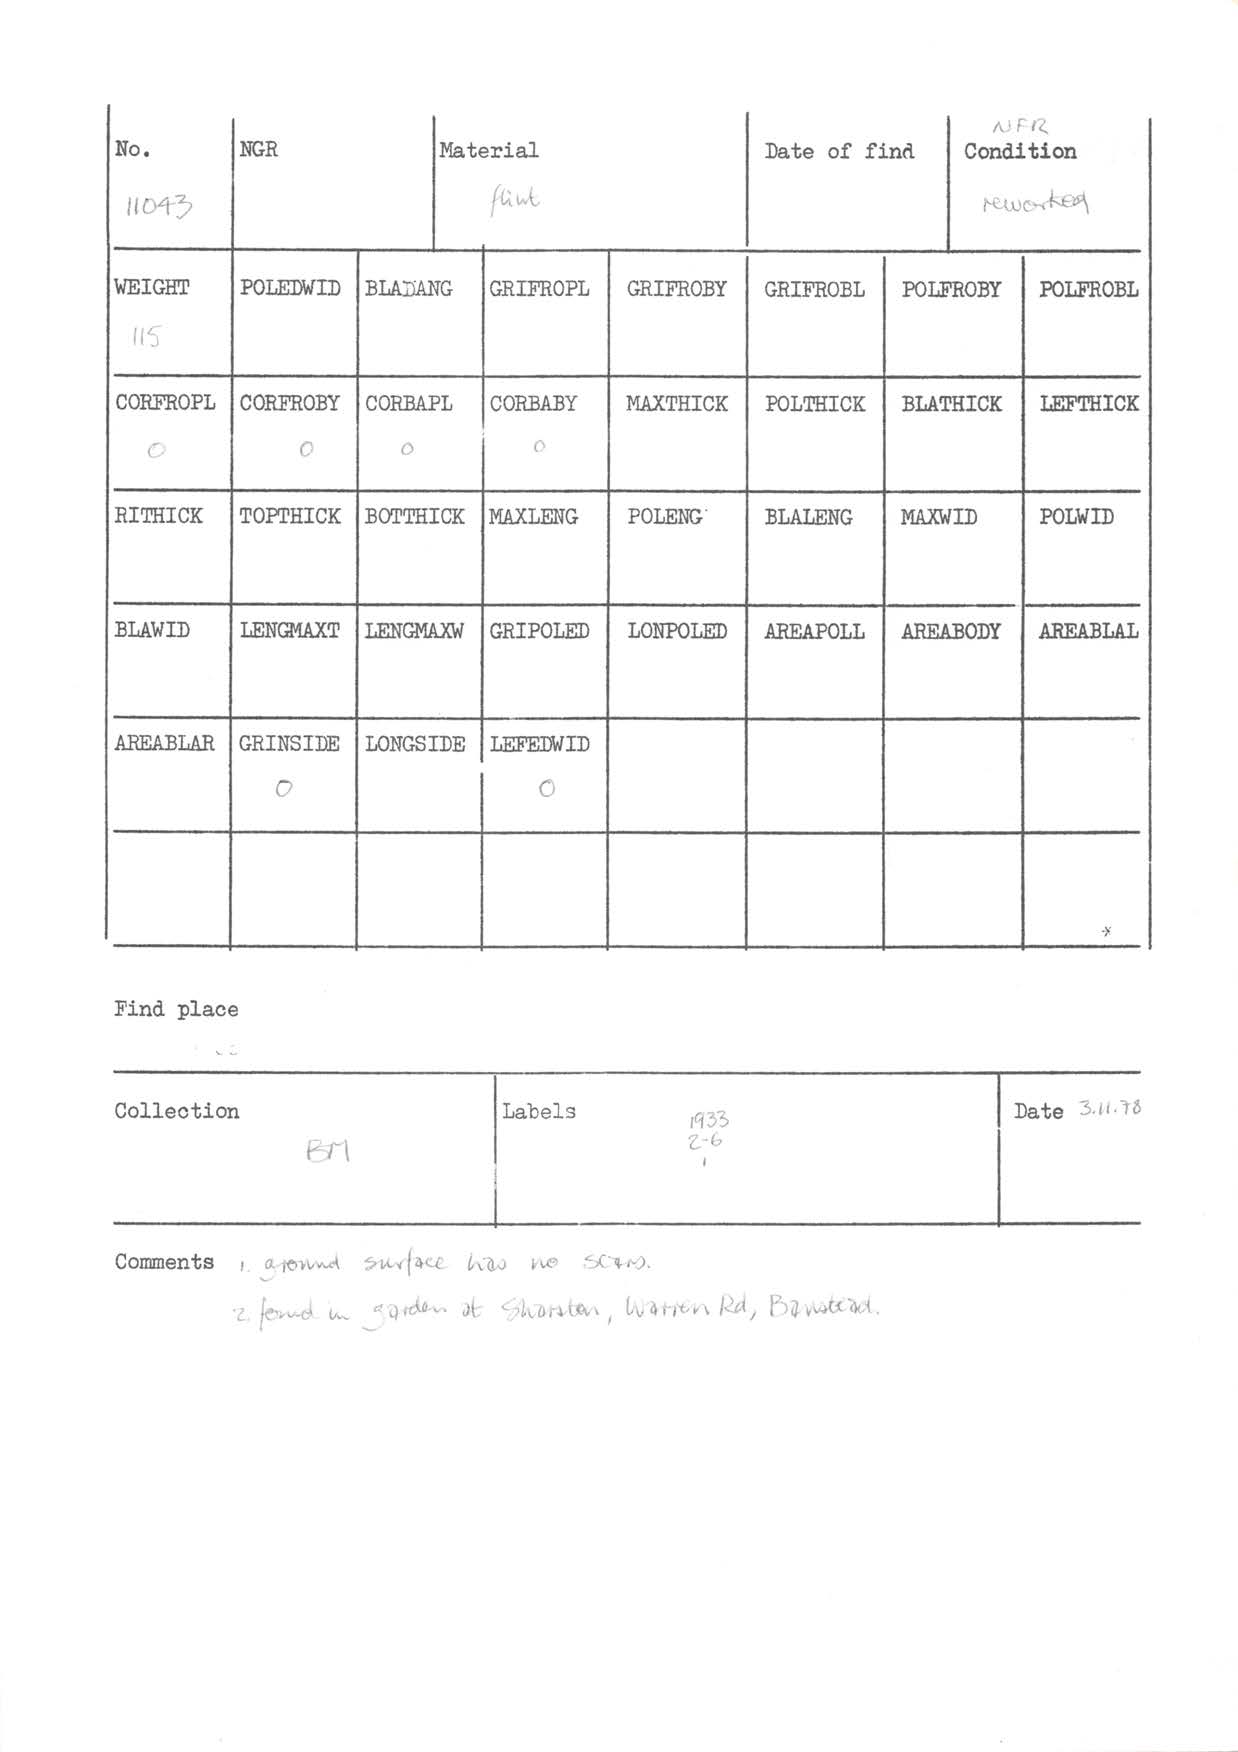 NFR
No. NGR Material Date of find Condition
11043 flint reworked
WEIGHT POLEDWID BLADANG GRIFROPL GRIFROBY GRIFROBL POLFROBY POLFROBL
115
CORFROPL CORFROBY CORBAPL CORBABY MAXTHICK POLTHICK BLATHICK LEFTHICK
0 0 0 0
RITHICK TOPTHICK BOTTHICK MAXLENG POLENG BLALENG MAXWID POLWID
BLAWID LENGMAXT LENGMAXW GRIPOLED LONPOLED AREAPOLL AREABODY AREABLAL
AREABLAR GRINSIDE LONGSIDE LEFEDWID
0 0
Find place
Collection Labels Date 3.11.78
1933
BM 2-6
1
Comments 1. ground surface has no scars.
2. found in garden at , Warren Rd, Banstead.